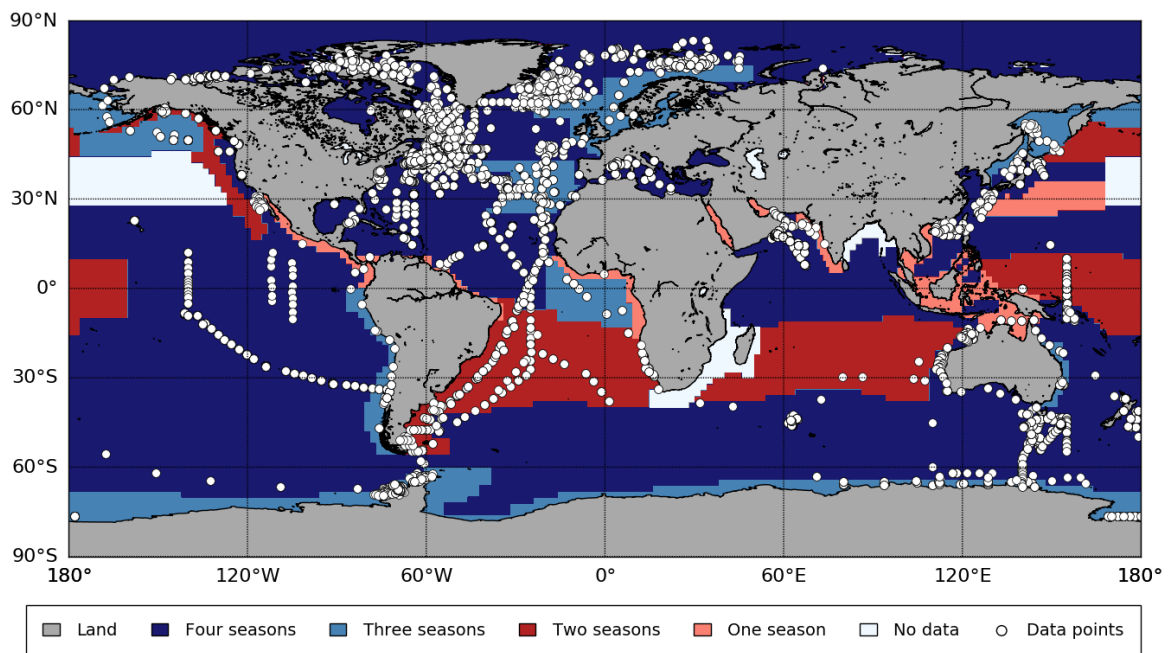 90°N
60°N
30°N
0°
30°S
60°S
90°S
180° 120°W 60°W 0° 60°E 120°E 180°
Land Four seasons Three seasons Two seasons One season No data Data points